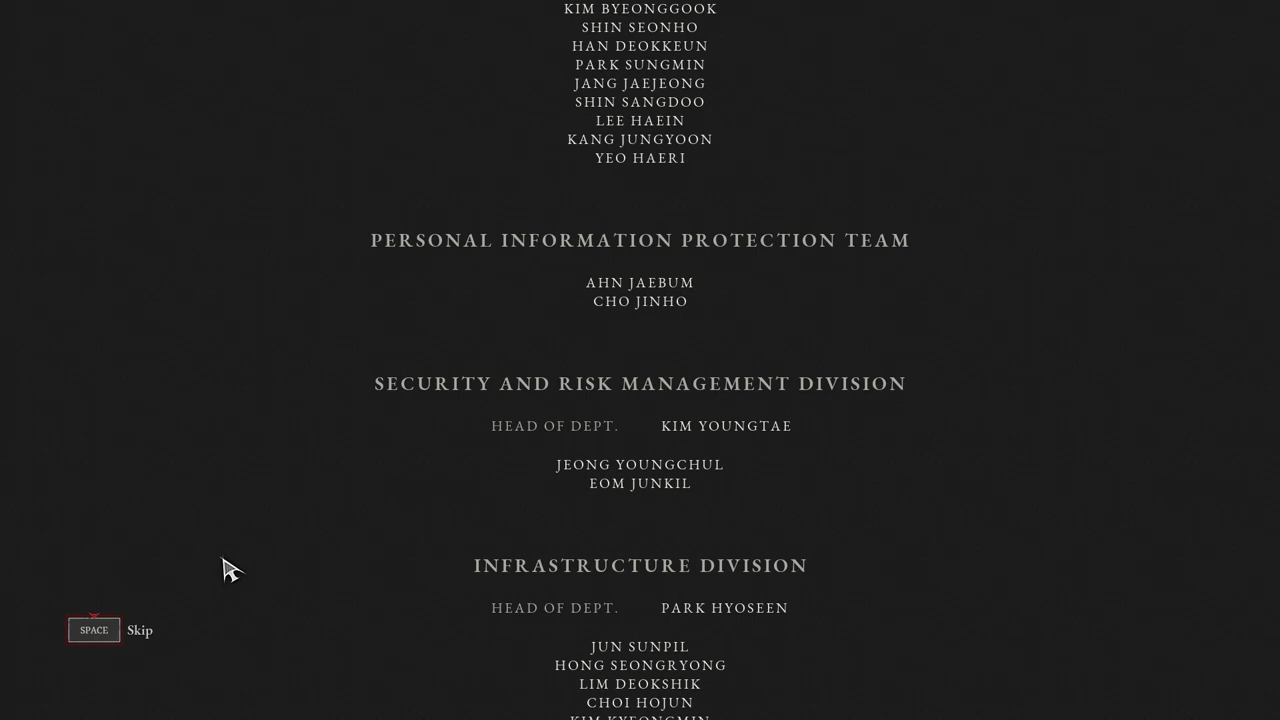 KIM BYEONGGOOK
SHIN SEONHO
HAN DEOKKEUN
PARK SUNGMIN
JANG JAEJEONG
SHIN SANGDOO
LEE HAEIN
KANG JUNGYOON
YEO HAERI
PERSONAL INFORMATION PROTECTION TEAM
AHN JAEBUM
CHO JINHO
SECURITY AND RISK MANAGEMENT DIVISION
HEAD OF DEPT. KIM YOUNGTAE
JEONG YOUNGCHUL
EOM JUNKIL
INFRASTRUCTURE DIVISION
HEAD OF DEPT. PARK HYOSEEN
SPACE Skip
JUN SUNPIL
HONG SEONGRYONG
LIM DEOKSHIK
CHOI HOJUN
KIM KYEONGMIN